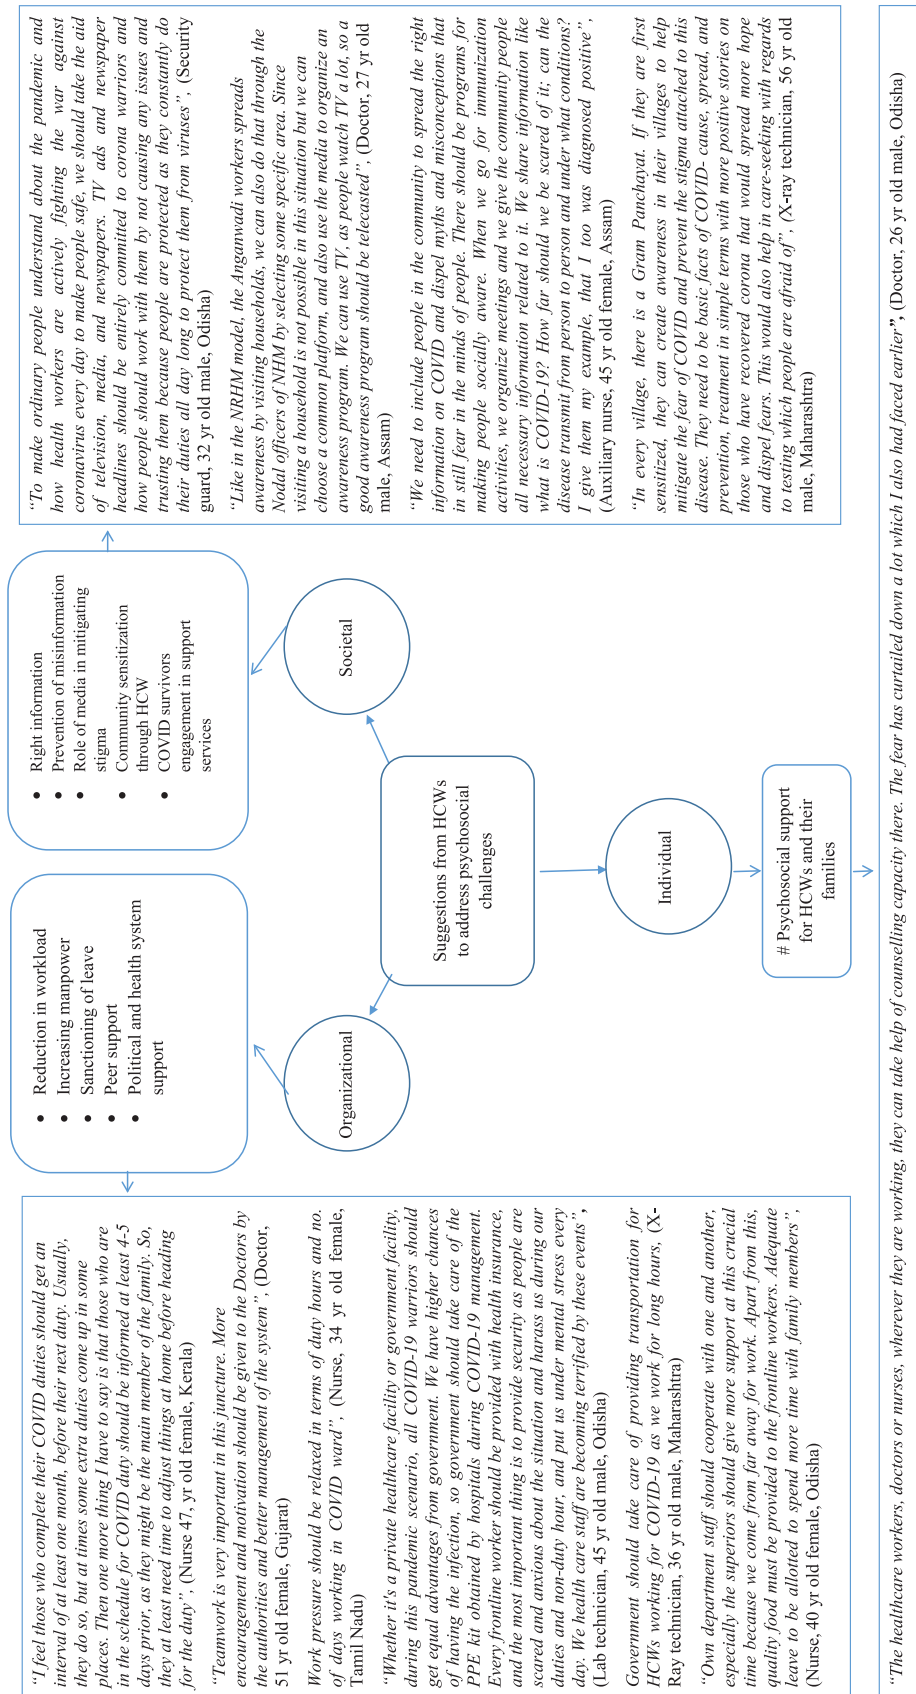 “I feel those who complete their COVID duties should get an
interval of at least one month, before their next duty. Usually,
they do so, but at times some extra duties come up in some
places. Then one more thing I have to say is that those who are
in the schedule for COVID duty should be informed at least 4-5
days prior, as they might be the main member of the family. So,
they at least need time to adjust things at home before heading
for the duty”, (Nurse 47, yr old female, Kerala)
“Teamwork is very important in this juncture. More
encouragement and motivation should be given to the Doctors by
the authorities and better management of the system”, (Doctor,
51 yr old female, Gujarat)
Work pressure should be relaxed in terms of duty hours and no.
of days working in COVID ward”, (Nurse, 34 yr old female,
Tamil Nadu)
“Whether it's a private healthcare facility or government facility,
during this pandemic scenario, all COVID-19 warriors should
get equal advantages from government. We have higher chances
of having the infection, so government should take care of the
PPE kit obtained by hospitals during COVID-19 management.
Every frontline worker should be provided with health insurance,
and the most important thing is to provide security as people are
scared and anxious about the situation and harass us during our
duties and non-duty hour, and put us under mental stress every
day. We health care staff are becoming terrified by these events”,
(Lab technician, 45 yr old male, Odisha)
Government should take care of providing transportation for
HCWs working for COVID-19 as we work for long hours, (X-
Ray technician, 36 yr old male, Maharashtra)
“Own department staff should cooperate with one and another,
especially the superiors should give more support at this crucial
time because we come from far away for work. Apart from this,
quality food must be provided to the frontline workers. Adequate
leave to be allotted to spend more time with family members”,
(Nurse, 40 yr old female, Odisha)
• Reduction in workload
• Increasing manpower
• Sanctioning of leave
• Peer support
• Political and health system
support
Organizational
Suggestions from HCWs
to address psychosocial
challenges
• Right information
• Prevention of misinformation
• Role of media in mitigating
stigma
• Community sensitization
through HCW
• COVID survivors
engagement in support
services
Societal
Individual
# Psychosocial support
for HCWs and their
families
“To make ordinary people understand about the pandemic and
how health workers are actively fighting the war against
coronavirus every day to make people safe, we should take the aid
of television, media, and newspapers. TV ads and newspaper
headlines should be entirely committed to corona warriors and
how people should work with them by not causing any issues and
trusting them because people are protected as they constantly do
their duties all day long to protect them from viruses”, (Security
guard, 32 yr old male, Odisha)
“Like in the NRHM model, the Anganwadi workers spreads
awareness by visiting households, we can also do that through the
Nodal officers of NHM by selecting some specific area. Since
visiting a household is not possible in this situation but we can
choose a common platform, and also use the media to organize an
awareness program. We can use TV, as people watch TV a lot, so a
good awareness program should be telecasted”, (Doctor, 27 yr old
male, Assam)
“We need to include people in the community to spread the right
information on COVID and dispel myths and misconceptions that
in still fear in the minds of people. There should be programs for
making people socially aware. When we go for immunization
activities, we organize meetings and we give the community people
all necessary information related to it. We share information like
what is COVID-19? How far should we be scared of it; can the
disease transmit from person to person and under what conditions?
I give them my example, that I too was diagnosed positive”,
(Auxiliary nurse, 45 yr old female, Assam)
“In every village, there is a Gram Panchayat. If they are first
sensitized, they can create awareness in their villages to help
mitigate the fear of COVID and prevent the stigma attached to this
disease. They need to be basic facts of COVID- cause, spread, and
prevention, treatment in simple terms with more positive stories on
those who have recovered corona that would spread more hope
and dispel fears. This would also help in care-seeking with regards
to testing which people are afraid of”, (X-ray technician, 56 yr old
male, Maharashtra)
“The healthcare workers, doctors or nurses, wherever they are working, they can take help of counselling capacity there. The fear has curtailed down a lot which I also had faced earlier”, (Doctor, 26 yr old male, Odisha)